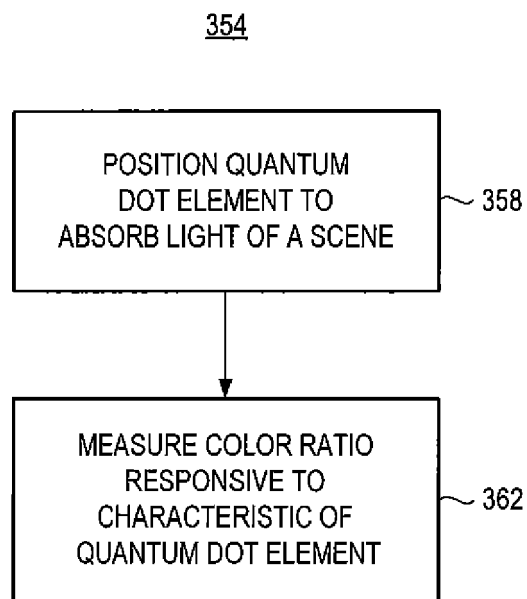 354
POSITION QUANTUM
DOT ELEMENT TO
ABSORB LIGHT OF A SCENE
358
MEASURE COLOR RATIO
RESPONSIVE TO
CHARACTERISTIC OF
QUANTUM DOT ELEMENT
362